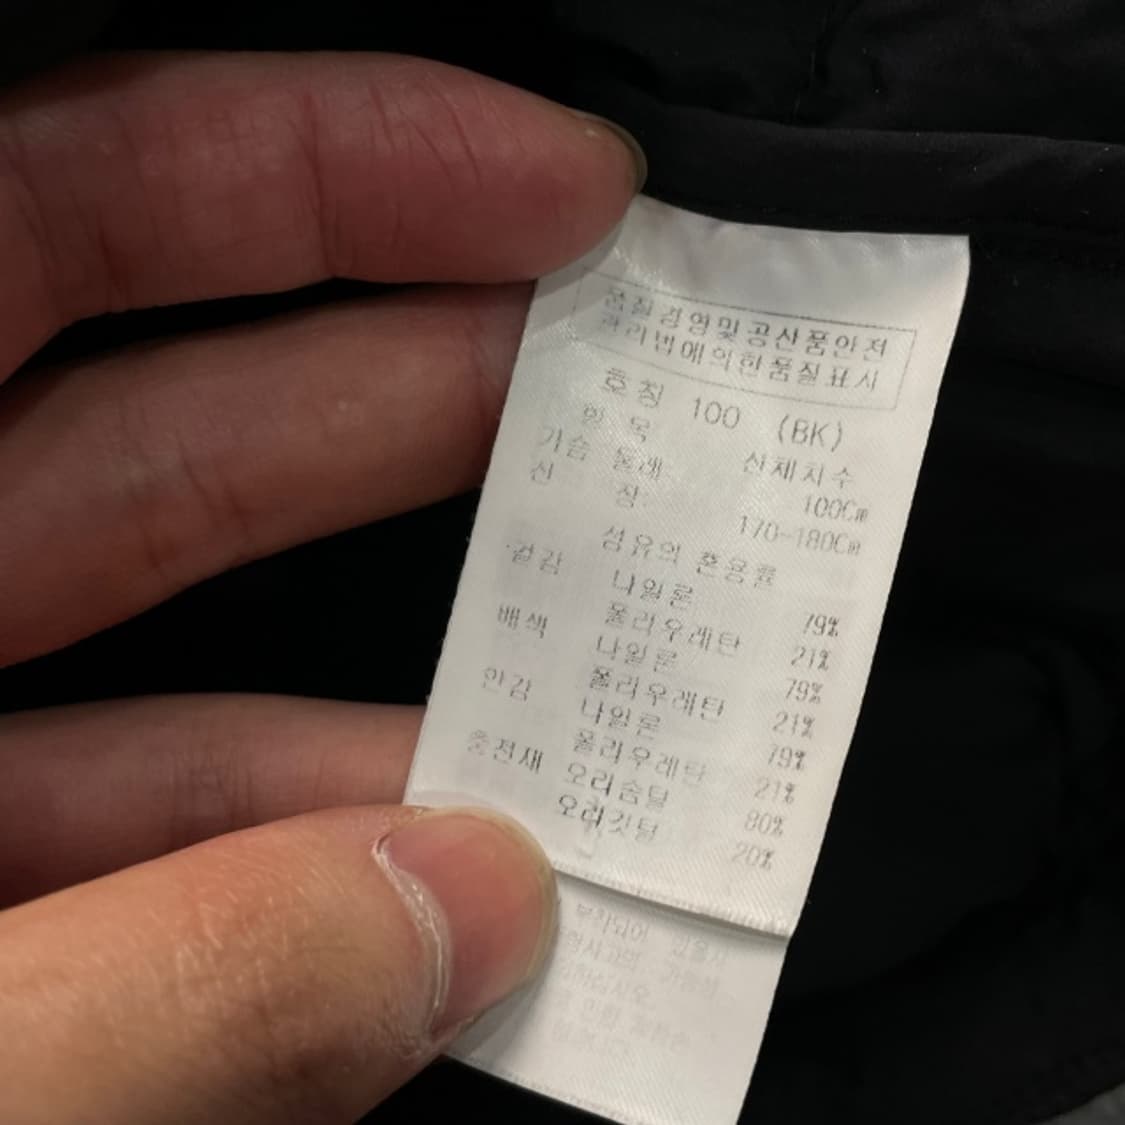 품질경영및공산품안전
관리법에의한품질표시
호칭 100 (BK)
항 목 신체치수
가슴 둘레 100Cm
신 장 170~180Cm
섬유의 혼용률
겉감 나일론 79%
폴리우레탄 21%
배색 나일론 79%
폴리우레탄 21%
안감 나일론 79%
폴리우레탄 21%
충전재 오리솜털 80%
오리깃털 20%
부착되어